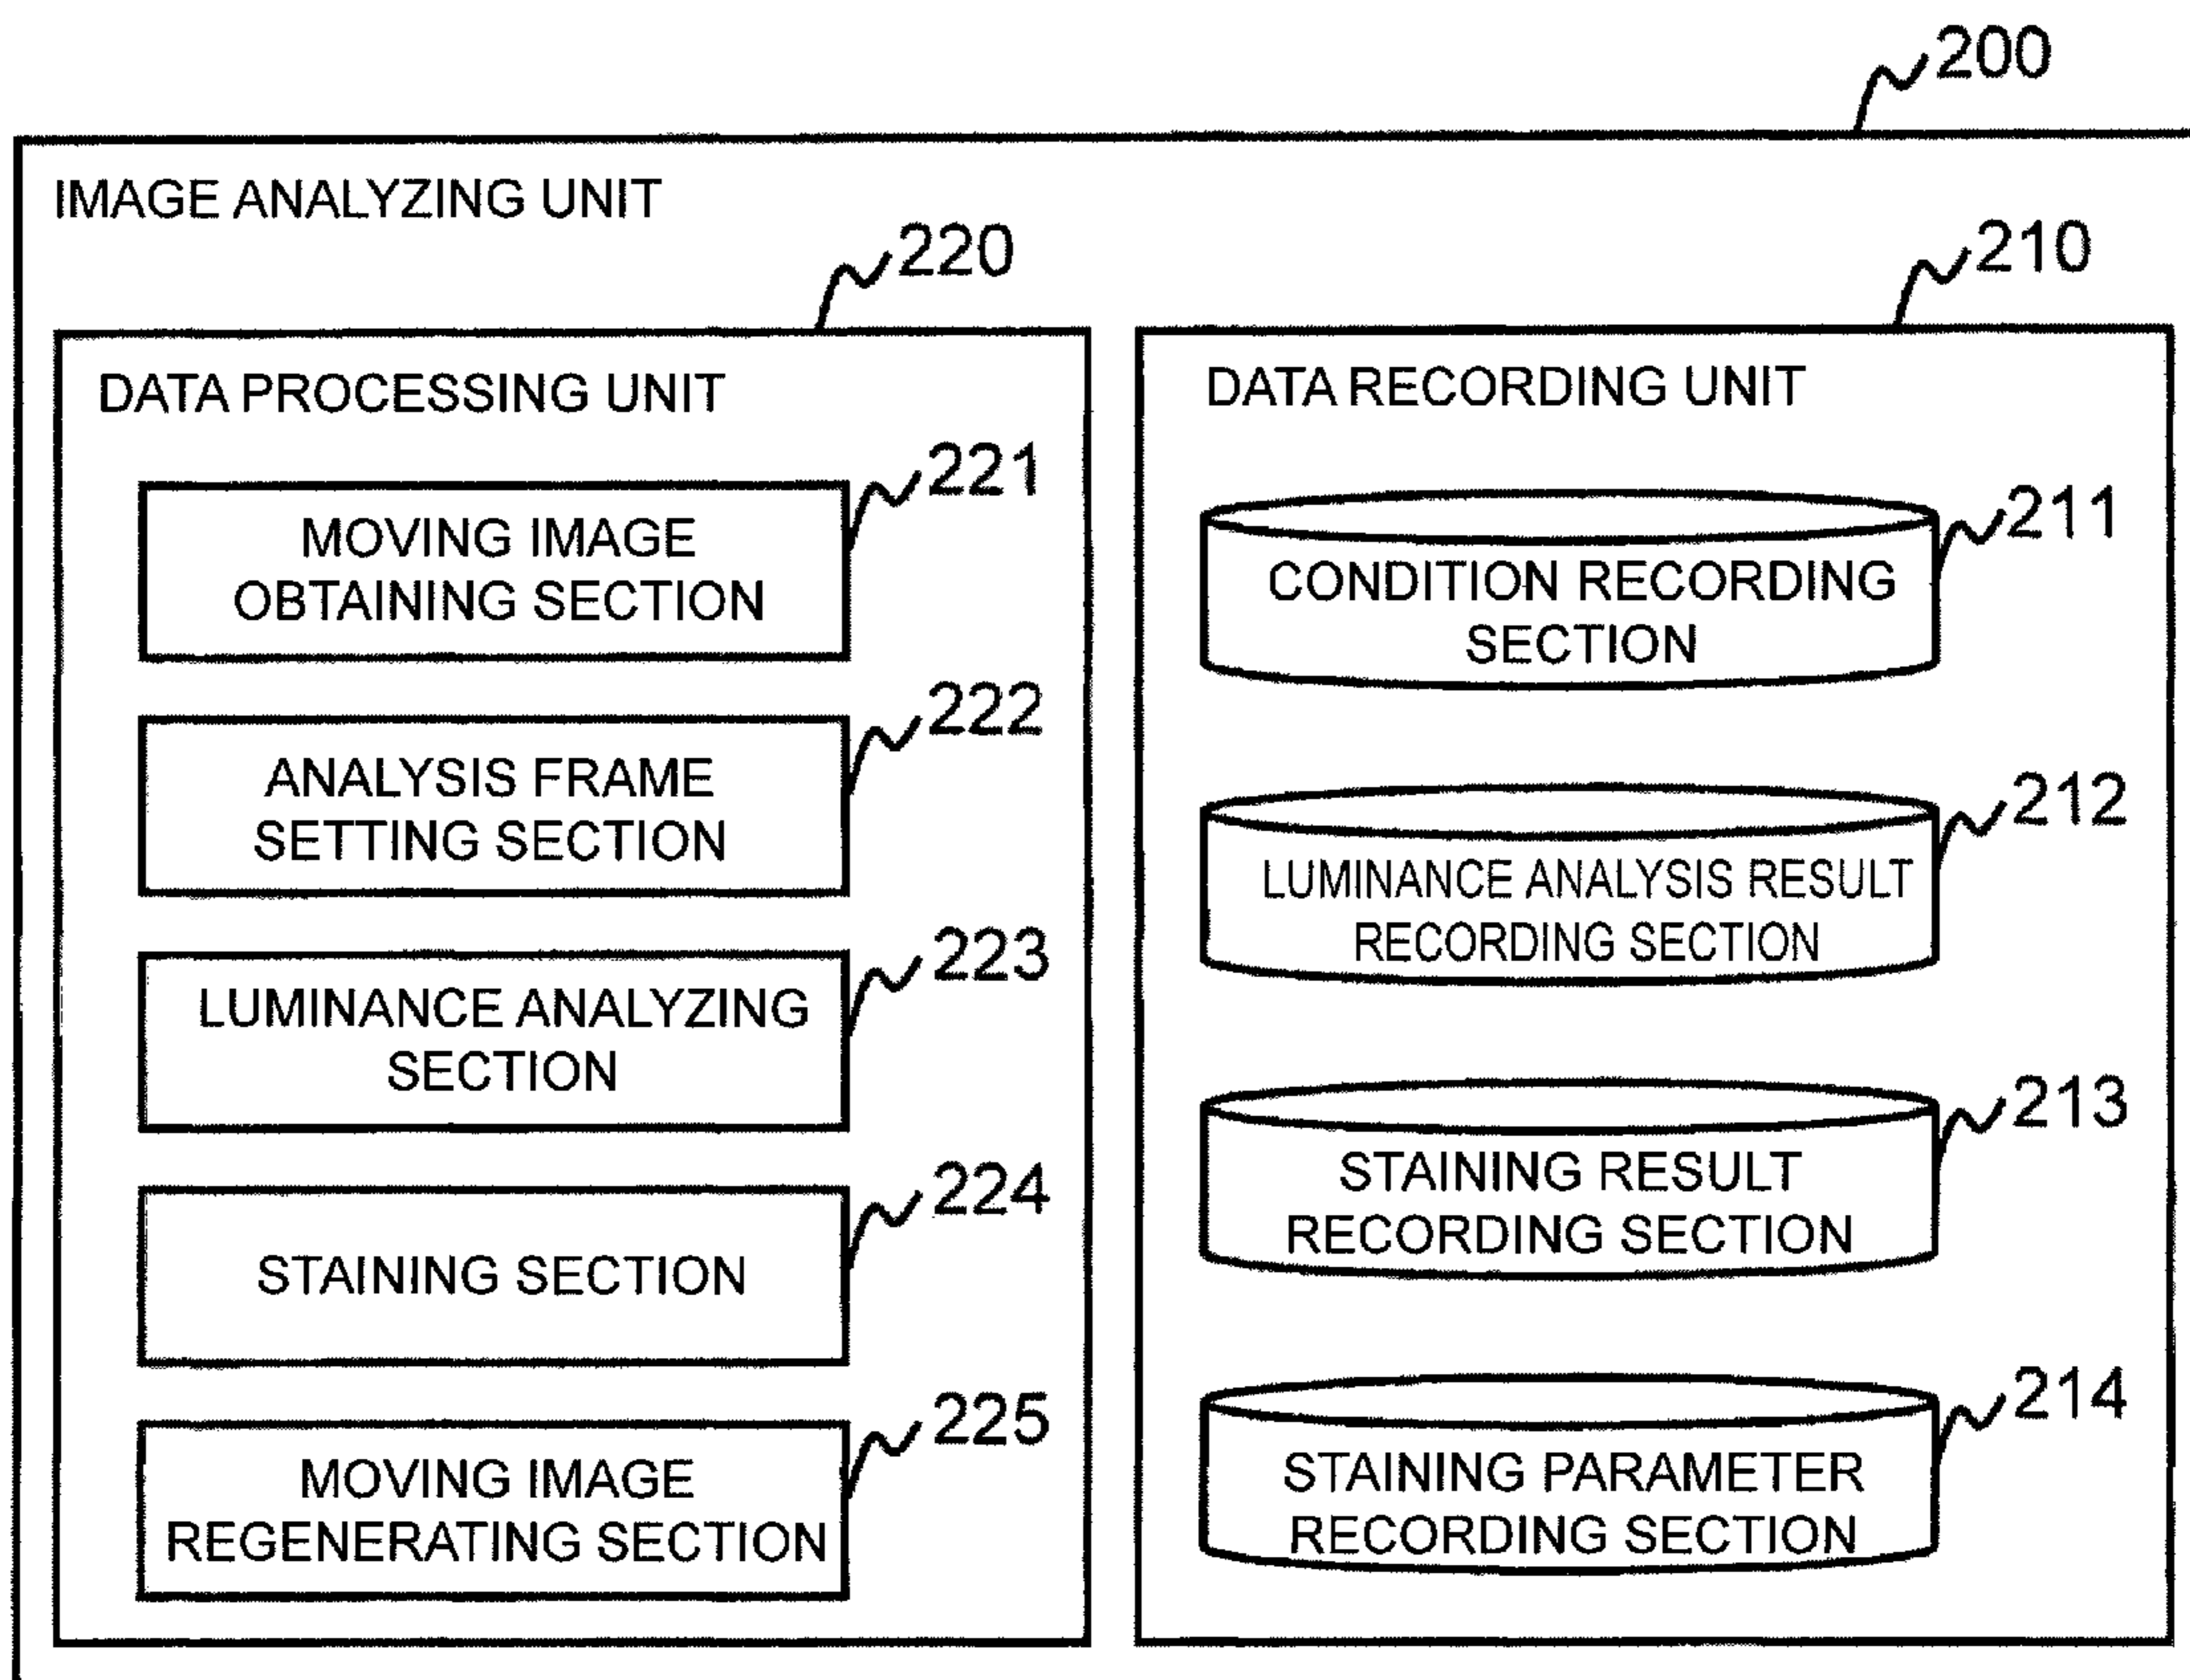 200
IMAGE ANALYZING UNIT
220
DATA PROCESSING UNIT
221
MOVING IMAGE
OBTAINING SECTION
222
ANALYSIS FRAME
SETTING SECTION
223
LUMINANCE ANALYZING
SECTION
224
STAINING SECTION
225
MOVING IMAGE
REGENERATING SECTION
210
DATA RECORDING UNIT
211
CONDITION RECORDING
SECTION
212
LUMINANCE ANALYSIS RESULT
RECORDING SECTION
213
STAINING RESULT
RECORDING SECTION
214
STAINING PARAMETER
RECORDING SECTION